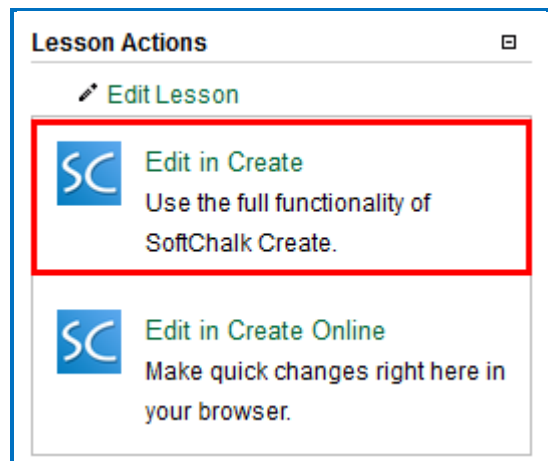 Lesson Actions
Edit Lesson
SC
Edit in Create
Use the full functionality of
SoftChalk Create.
SC
Edit in Create Online
Make quick changes right here in
your browser.